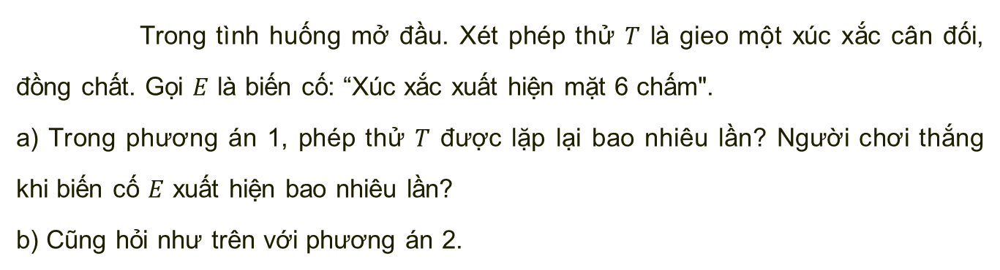 Trong tình huống mở đầu. Xét phép thử T là gieo một xúc xắc cân đối,
đồng chất. Gọi E là biến cố: “Xúc xắc xuất hiện mặt 6 chấm".
a) Trong phương án 1, phép thử T được lặp lại bao nhiêu lần? Người chơi thắng
khi biến cố E xuất hiện bao nhiêu lần?
b) Cũng hỏi như trên với phương án 2.